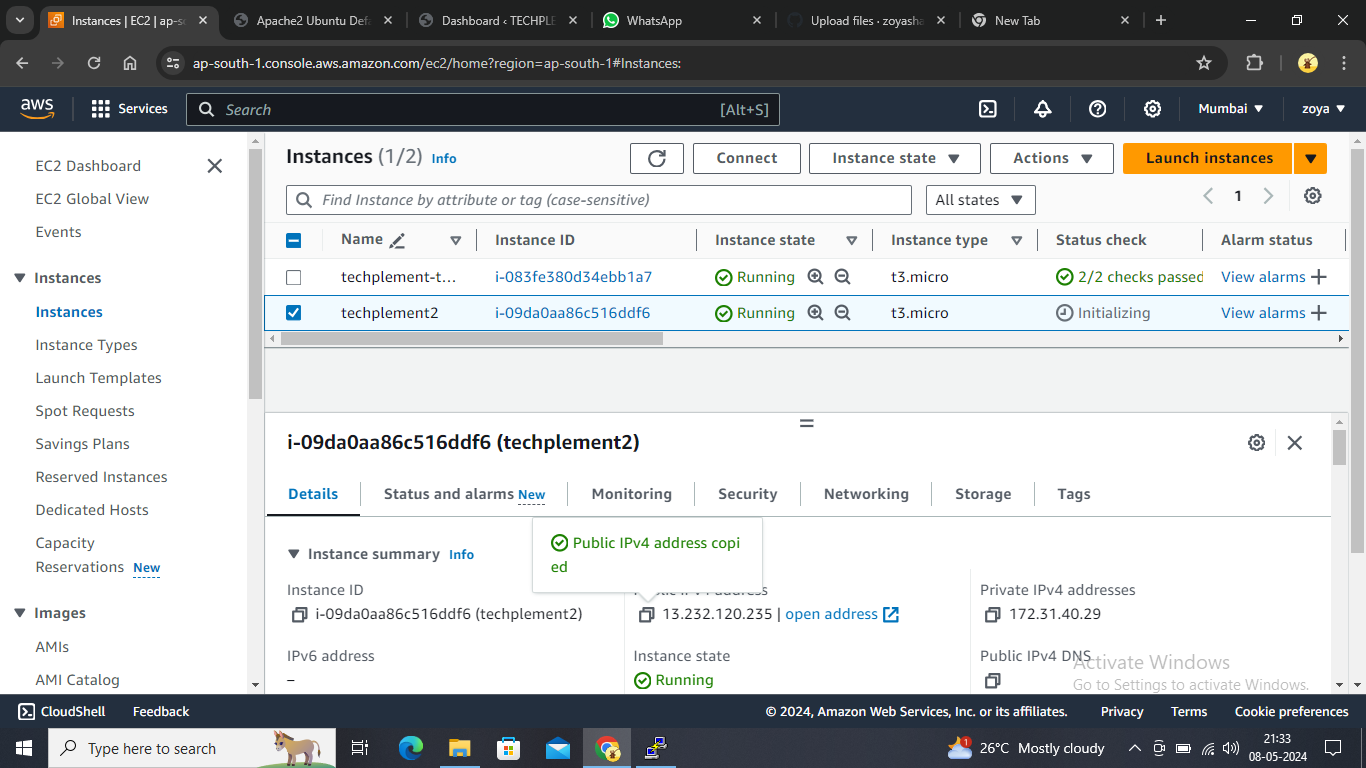 Instances | EC2 | ap-so
Apache2 Ubuntu Defa
Dashboard ‹ TECHPLE
WhatsApp
Upload files · zoyasha
New Tab
ap-south-1.console.aws.amazon.com/ec2/home?region=ap-south-1#Instances:
aws
Services
Search
[Alt+S]
Mumbai
zoya
EC2 Dashboard
EC2 Global View
Events
Instances
Instances
Instance Types
Launch Templates
Spot Requests
Savings Plans
Reserved Instances
Dedicated Hosts
Capacity
Reservations New
Images
AMIs
AMI Catalog
Instances (1/2) Info
Connect
Instance state
Actions
Launch instances
Find Instance by attribute or tag (case-sensitive)
All states
1
Name Instance ID Instance state Instance type Status check Alarm status
techplement-t... i-083fe380d34ebb1a7 Running t3.micro 2/2 checks passed View alarms
techplement2 i-09da0aa86c516ddf6 Running t3.micro Initializing View alarms
i-09da0aa86c516ddf6 (techplement2)
Details Status and alarms New Monitoring Security Networking Storage Tags
Public IPv4 address copi
ed
Instance summary Info
Instance ID
i-09da0aa86c516ddf6 (techplement2)
address
13.232.120.235 | open address
Private IPv4 addresses
172.31.40.29
IPv6 address
–
Instance state
Running
Public IPv4 DNS
Activate Windows
Go to Settings to activate Windows.
CloudShell Feedback
© 2024, Amazon Web Services, Inc. or its affiliates. Privacy Terms Cookie preferences
Type here to search
1
26°C Mostly cloudy
21:33
08-05-2024